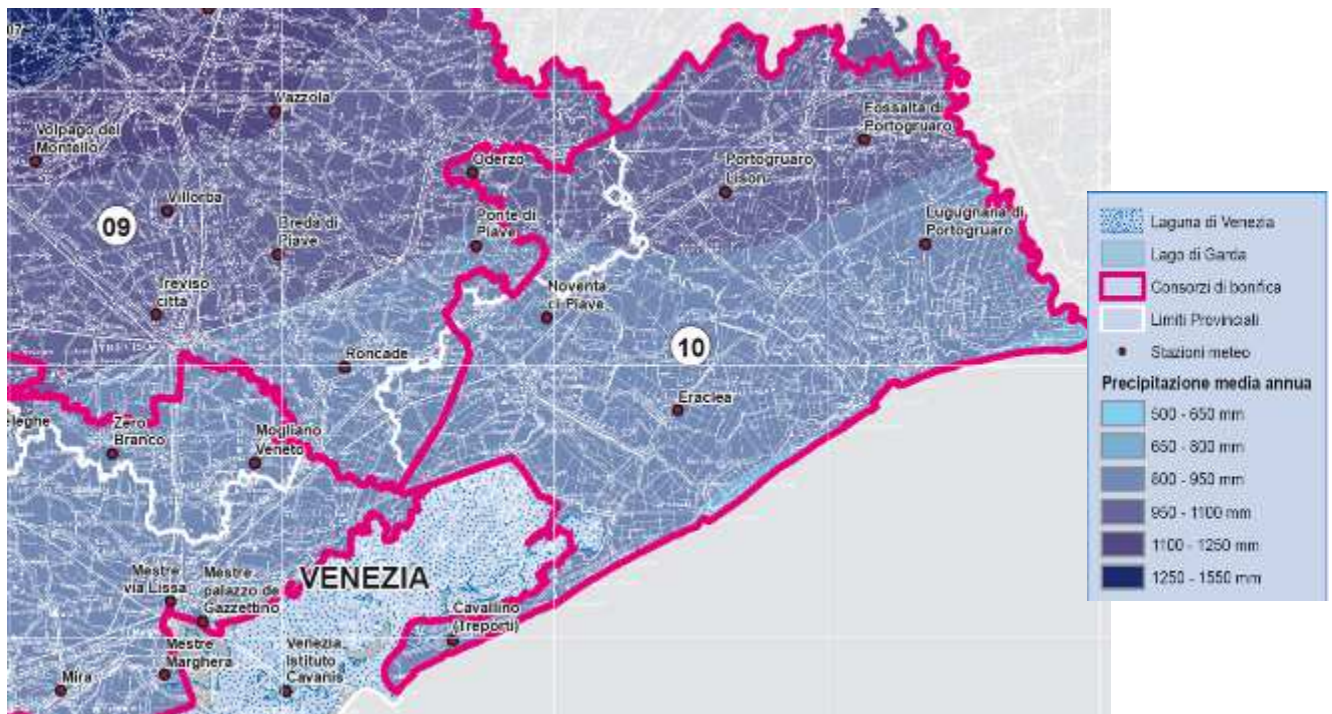 07
Vazzola
Volpago del
Montello
Fossalta di
Portogruaro
Oderzo
Portogruaro
Lison
Villorba
09
Breda di
Piave
Ponte di
Piave
Lugugnana di
Portogruaro
Treviso
città
Noventa
di Piave
10
Roncade
Eraclea
eleghe
Zero
Branco
Mogliano
Veneto
VENEZIA
Mestre
via Lissa
Mestre
palazzo de
Gazzettino
Cavallino
(Treporti)
Mestre
Marghera
Venezia
Istituto
Cavanis
Mira
Laguna di Venezia
Lago di Garda
Consorzi di bonifica
Limiti Provinciali
Stazioni meteo
Precipitazione media annua
500 - 650 mm
650 - 800 mm
800 - 950 mm
950 - 1100 mm
1100 - 1250 mm
1250 - 1550 mm